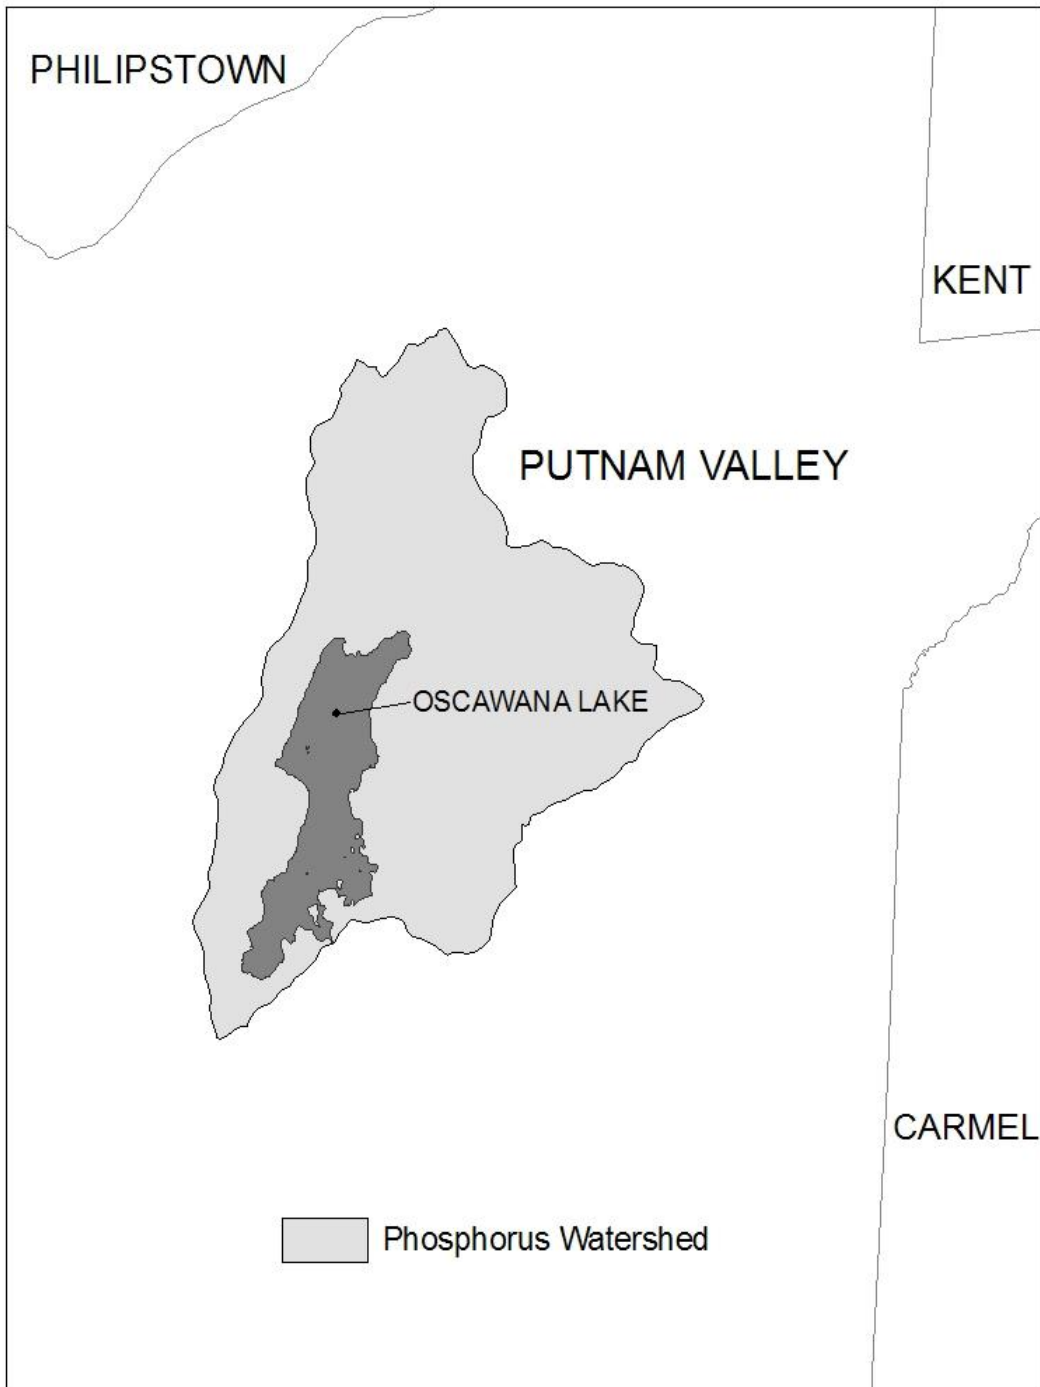 PHILIPSTOWN
KENT
PUTNAM VALLEY
OSCAWANA LAKE
CARMEL
Phosphorus Watershed